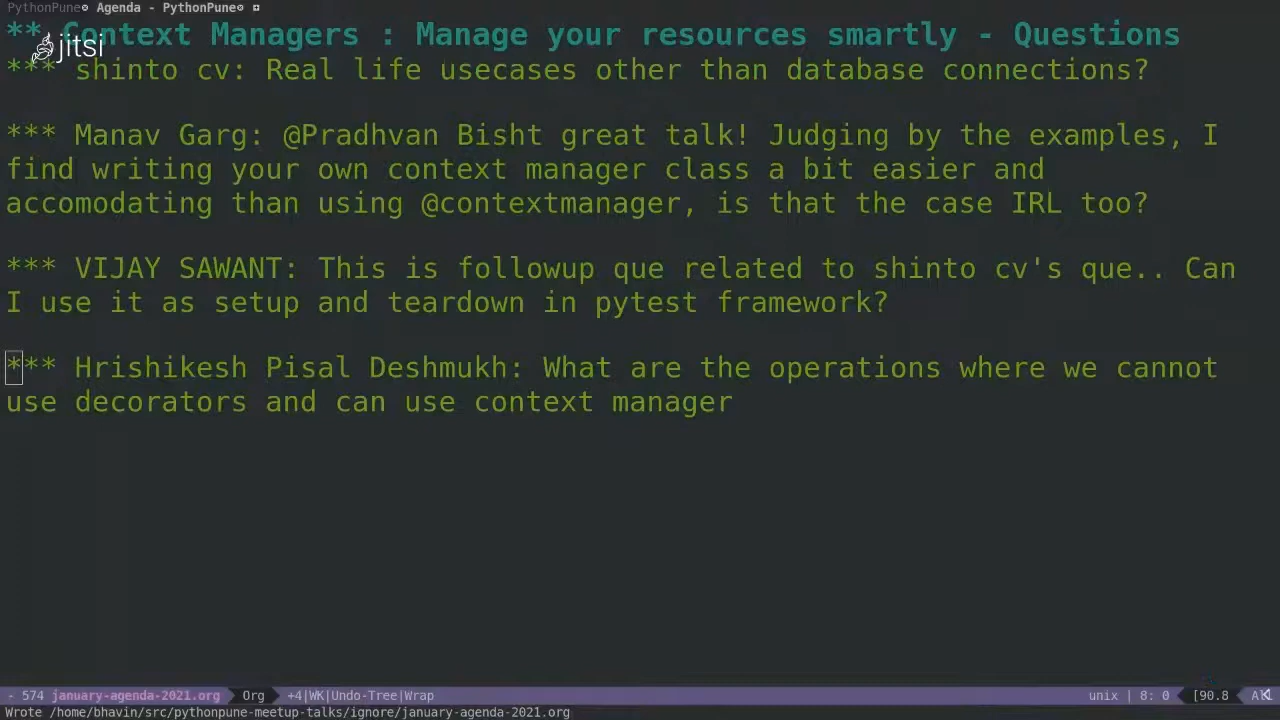 PythonPune Agenda - PythonPune
** Context Managers : Manage your resources smartly - Questions
jitsi
*** shinto cv: Real life usecases other than database connections?
*** Manav Garg: @Pradhvan Bisht great talk! Judging by the examples, I
find writing your own context manager class a bit easier and
accomodating than using @contextmanager, is that the case IRL too?
*** VIJAY SAWANT: This is followup que related to shinto cv's que.. Can
I use it as setup and teardown in pytest framework?
*** Hrishikesh Pisal Deshmukh: What are the operations where we cannot
use decorators and can use context manager
- 574 january-agenda-2021.org Org +4|WK|Undo-Tree|Wrap unix | 8: 0 [90.8
Wrote /home/bhavin/src/pythonpune-meetup-talks/ignore/january-agenda-2021.org